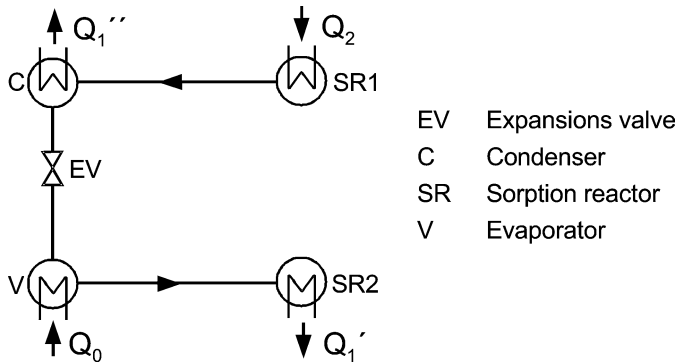 Q₁´´
Q₂
C
SR1
EV
V
SR2
Q₀
Q₁´
EV Expansions valve
C Condenser
SR Sorption reactor
V Evaporator